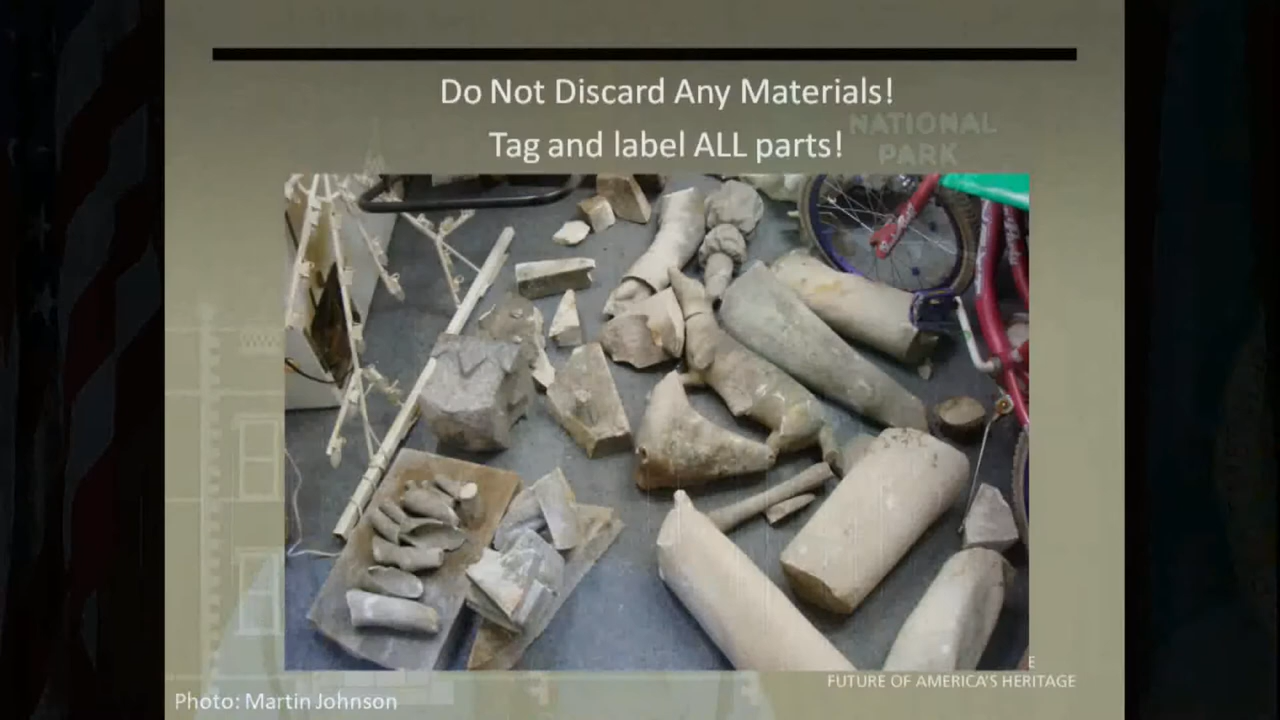 Do Not Discard Any Materials!
Tag and label ALL parts!
NATIONAL
PARK
E
FUTURE OF AMERICA'S HERITAGE
Photo: Martin Johnson